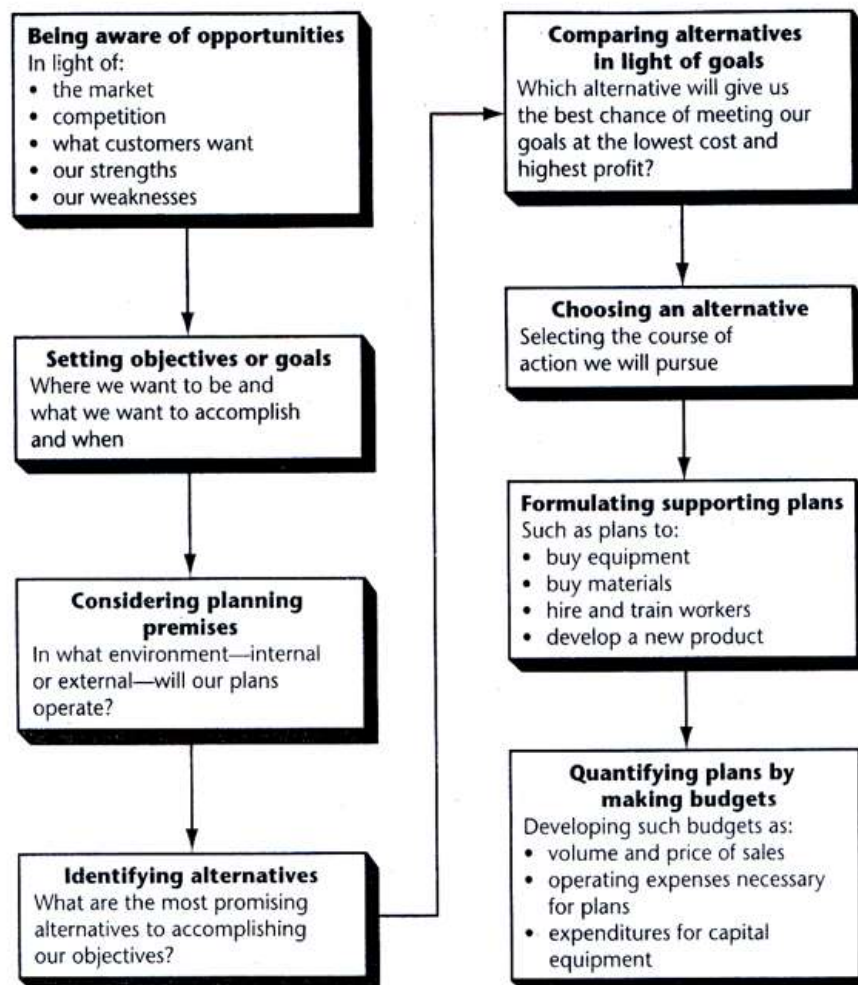 Being aware of opportunities
In light of:
• the market
• competition
• what customers want
• our strengths
• our weaknesses
Setting objectives or goals
Where we want to be and
what we want to accomplish
and when
Considering planning
premises
In what environment—internal
or external—will our plans
operate?
Identifying alternatives
What are the most promising
alternatives to accomplishing
our objectives?
Comparing alternatives
in light of goals
Which alternative will give us
the best chance of meeting our
goals at the lowest cost and
highest profit?
Choosing an alternative
Selecting the course of
action we will pursue
Formulating supporting plans
Such as plans to:
• buy equipment
• buy materials
• hire and train workers
• develop a new product
Quantifying plans by
making budgets
Developing such budgets as:
• volume and price of sales
• operating expenses necessary
for plans
• expenditures for capital
equipment